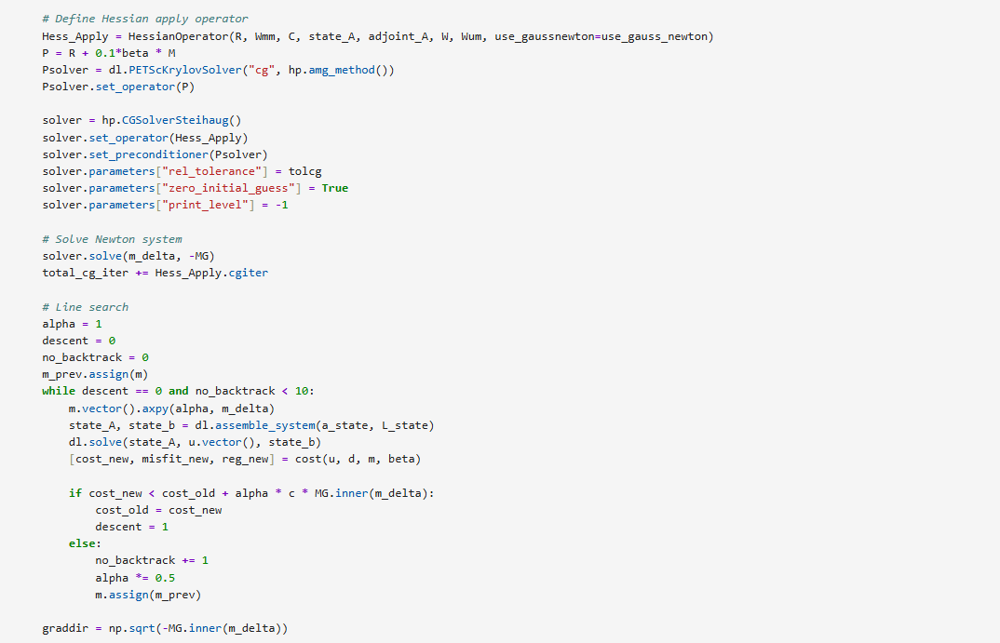 # Define Hessian apply operator
Hess_Apply = HessianOperator(R, Wmm, C, state_A, adjoint_A, W, Wum, use_gaussnewton=use_gauss_newton)
P = R + 0.1*beta * M
Psolver = dl.PETScKrylovSolver("cg", hp.amg_method())
Psolver.set_operator(P)

solver = hp.CGSolverSteihaug()
solver.set_operator(Hess_Apply)
solver.set_preconditioner(Psolver)
solver.parameters["rel_tolerance"] = tolcg
solver.parameters["zero_initial_guess"] = True
solver.parameters["print_level"] = -1

# Solve Newton system
solver.solve(m_delta, -MG)
total_cg_iter += Hess_Apply.cgiter

# Line search
alpha = 1
descent = 0
no_backtrack = 0
m_prev.assign(m)
while descent == 0 and no_backtrack < 10:
    m.vector().axpy(alpha, m_delta)
    state_A, state_b = dl.assemble_system(a_state, L_state)
    dl.solve(state_A, u.vector(), state_b)
    [cost_new, misfit_new, reg_new] = cost(u, d, m, beta)

    if cost_new < cost_old + alpha * c * MG.inner(m_delta):
        cost_old = cost_new
        descent = 1
    else:
        no_backtrack += 1
        alpha *= 0.5
        m.assign(m_prev)

graddir = np.sqrt(-MG.inner(m_delta))